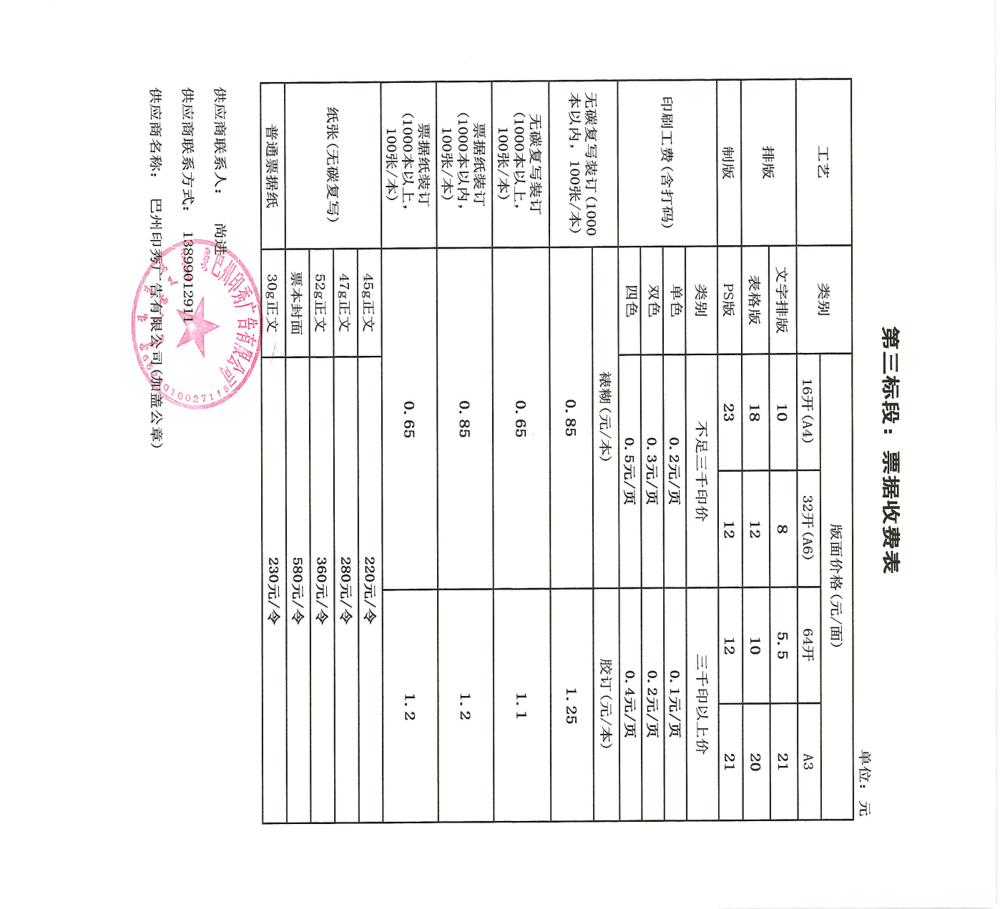 第三标段：票据收费表
单位：元
工艺 类别 版面价格(元/面)
16开(A4) 32开(A6) 64开 A3
排版 文字排版 10 8 5.5 21
表格版 18 12 10 20
制版 PS版 23 12 12 21
印刷工费(含打码) 类别 不足三千印价 三千印以上价
单色 0.2元/页 0.1元/页
双色 0.3元/页 0.2元/页
四色 0.5元/页 0.4元/页
裱糊(元/本) 胶订(元/本)
无碳复写装订(1000
本以内，100张/本) 0.85 1.25
无碳复写装订
(1000本以上，
100张/本) 0.65 1.1
票据纸装订
(1000本以内，
100张/本) 0.85 1.2
票据纸装订
(1000本以上，
100张/本) 0.65 1.2
纸张(无碳复写) 45g正文 220元/令
47g正文 280元/令
52g正文 360元/令
票本封面 580元/令
普通票据纸 30g正文 230元/令
供应商联系人： 尚进
供应商联系方式： 13899012911
供应商名称： 巴州印秀广告有限公司(加盖公章)
巴州印秀广告有限公司